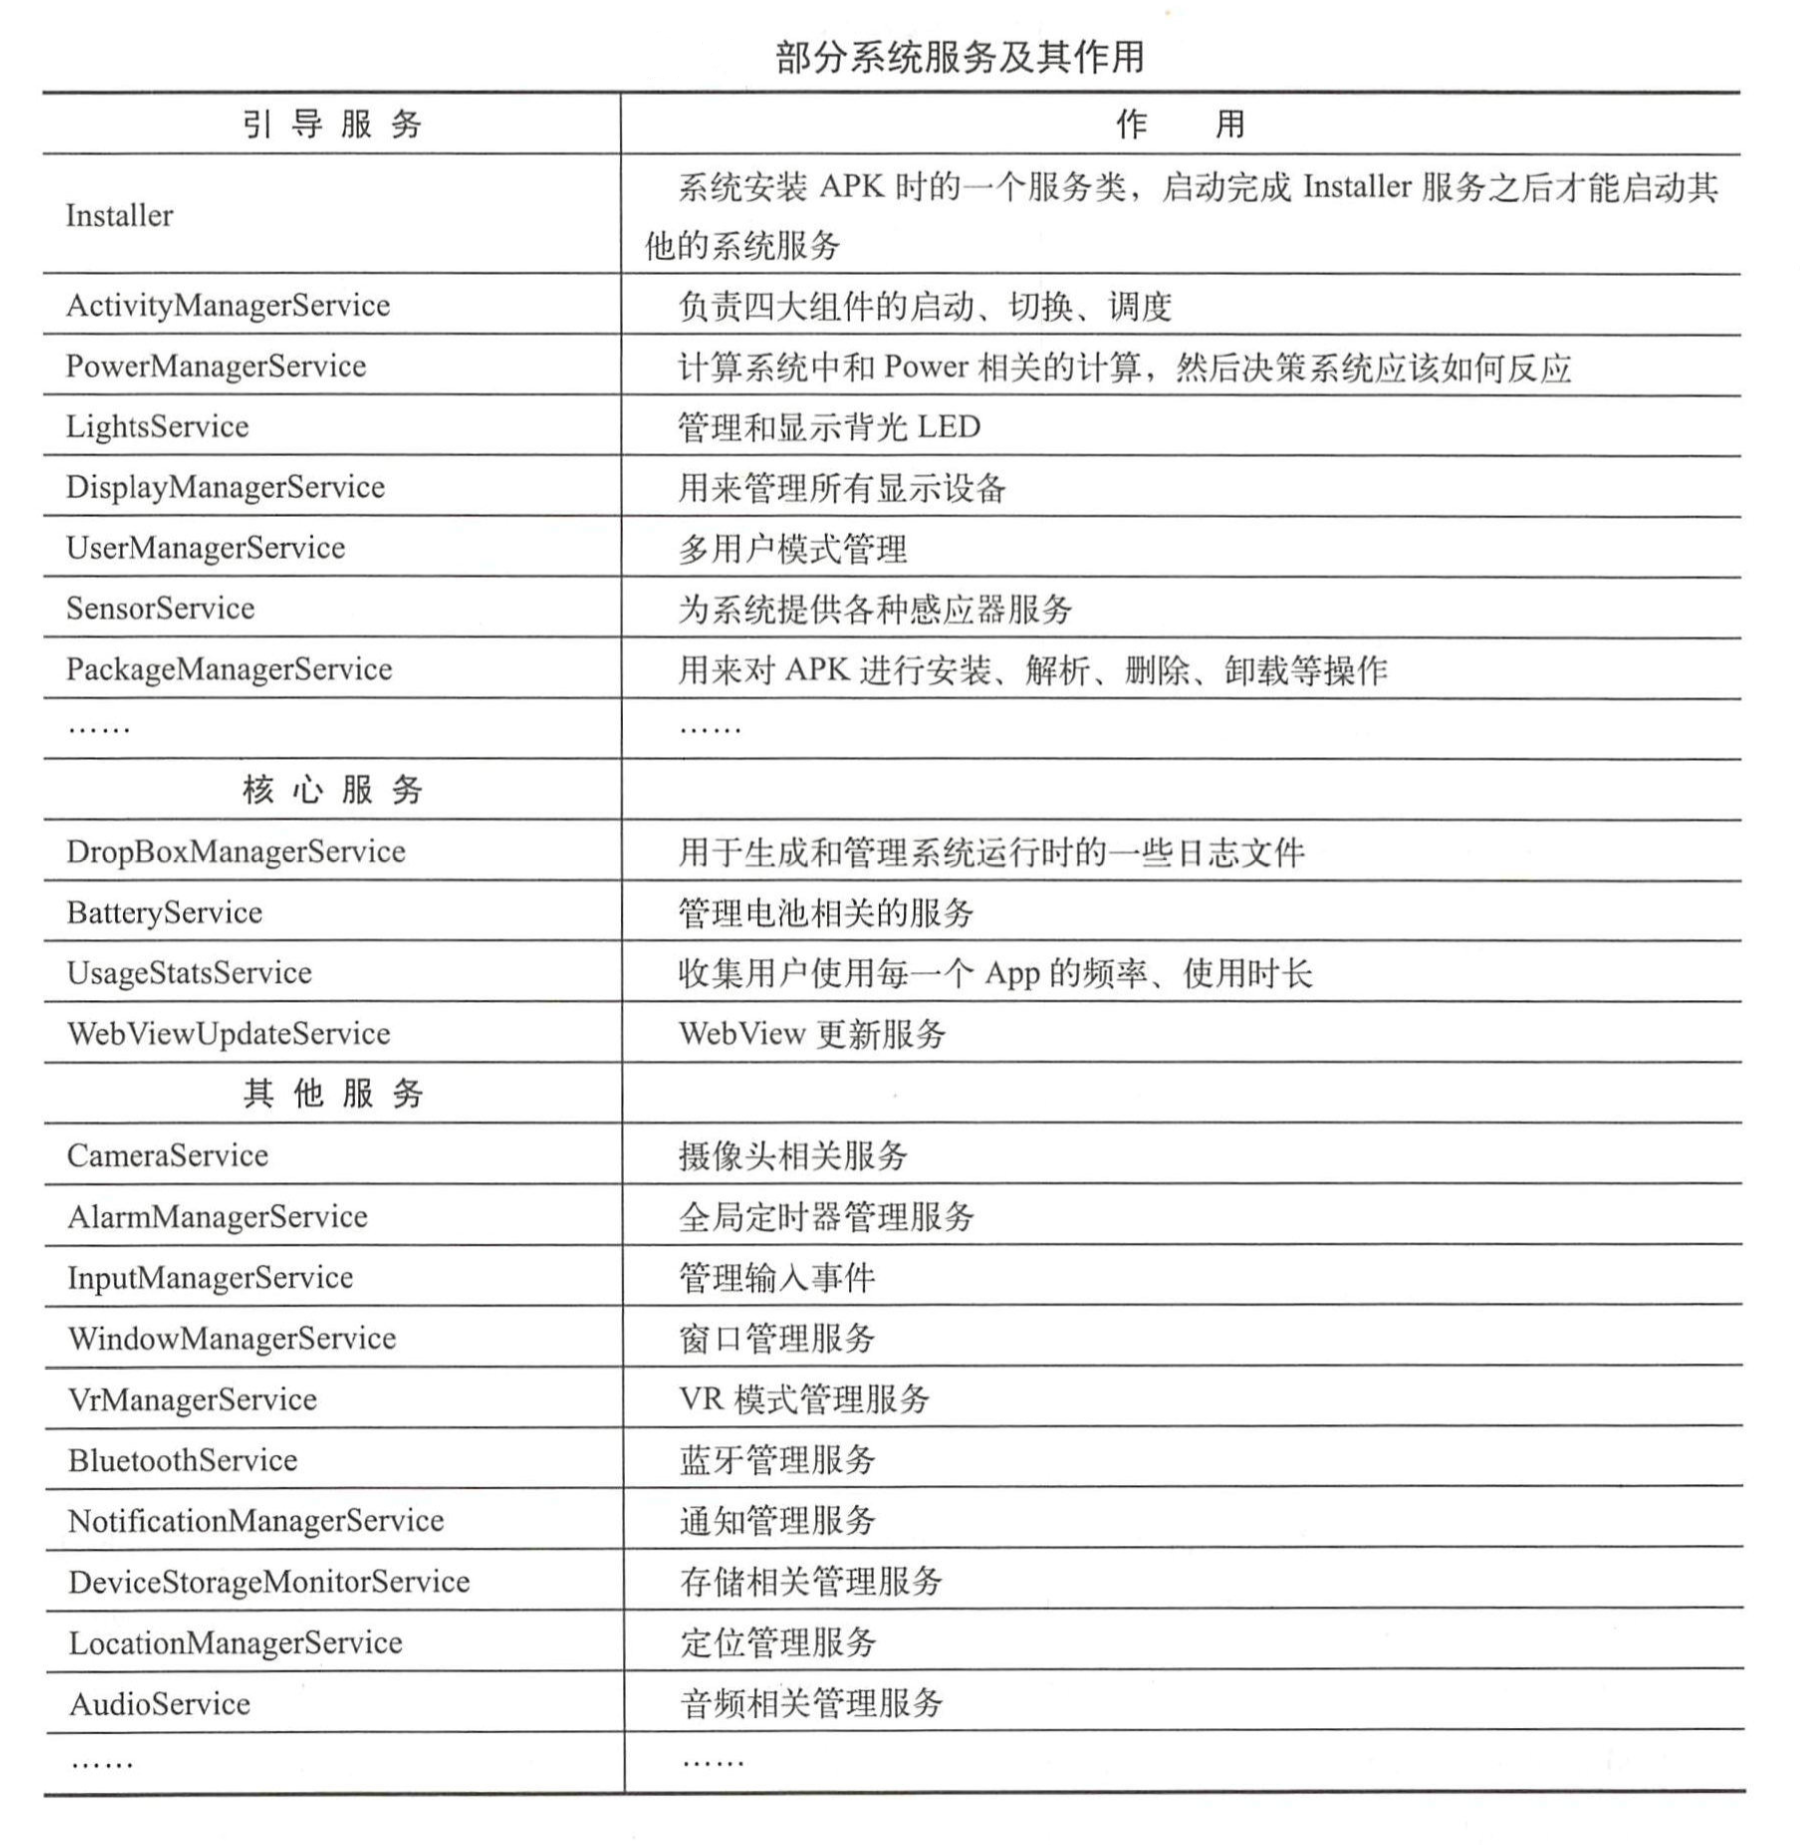 部分系统服务及其作用
引导服务 作用
Installer 系统安装 APK 时的一个服务类，启动完成 Installer 服务之后才能启动其
他的系统服务
ActivityManagerService 负责四大组件的启动、切换、调度
PowerManagerService 计算系统中和 Power 相关的计算，然后决策系统应该如何反应
LightsService 管理和显示背光 LED
DisplayManagerService 用来管理所有显示设备
UserManagerService 多用户模式管理
SensorService 为系统提供各种感应器服务
PackageManagerService 用来对 APK 进行安装、解析、删除、卸载等操作
…… ……
核心服务
DropBoxManagerService 用于生成和管理系统运行时的一些日志文件
BatteryService 管理电池相关的服务
UsageStatsService 收集用户使用每一个 App 的频率、使用时长
WebViewUpdateService WebView 更新服务
其他服务
CameraService 摄像头相关服务
AlarmManagerService 全局定时器管理服务
InputManagerService 管理输入事件
WindowManagerService 窗口管理服务
VrManagerService VR 模式管理服务
BluetoothService 蓝牙管理服务
NotificationManagerService 通知管理服务
DeviceStorageMonitorService 存储相关管理服务
LocationManagerService 定位管理服务
AudioService 音频相关管理服务
…… ……